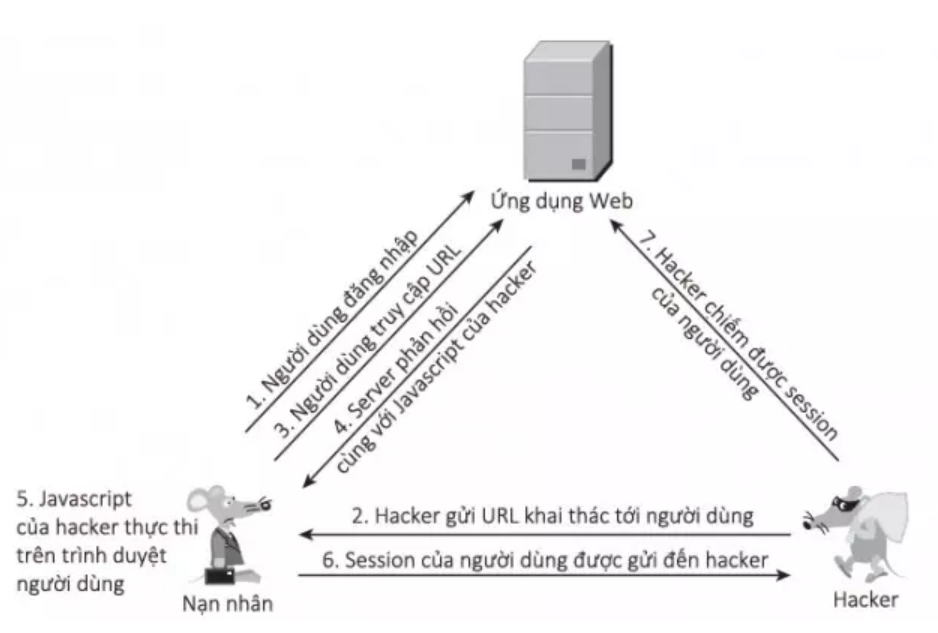 Ứng dụng Web
1. Người dùng đăng nhập
3. Người dùng truy cập URL
4. Server phản hồi
cùng với Javascript của hacker
7. Hacker chiếm được session
của người dùng
5. Javascript
của hacker thực thi
trên trình duyệt
người dùng
2. Hacker gửi URL khai thác tới người dùng
6. Session của người dùng được gửi đến hacker
Nạn nhân
Hacker